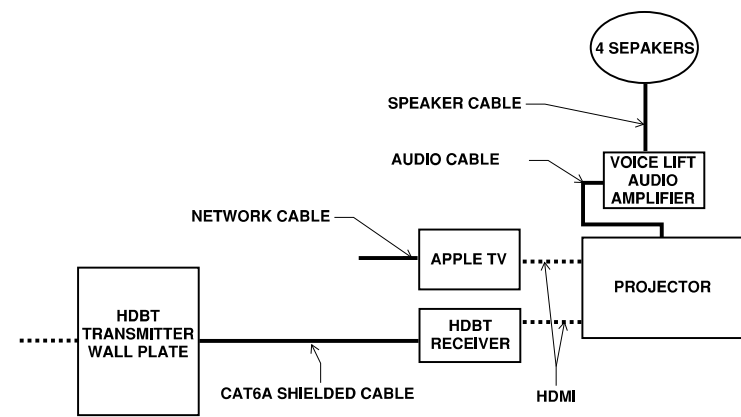 4 SEPAKERS
SPEAKER CABLE
VOICE LIFT
AUDIO
AMPLIFIER
AUDIO CABLE
NETWORK CABLE
APPLE TV
PROJECTOR
HDBT
TRANSMITTER
WALL PLATE
HDBT
RECEIVER
CAT6A SHIELDED CABLE
HDMI